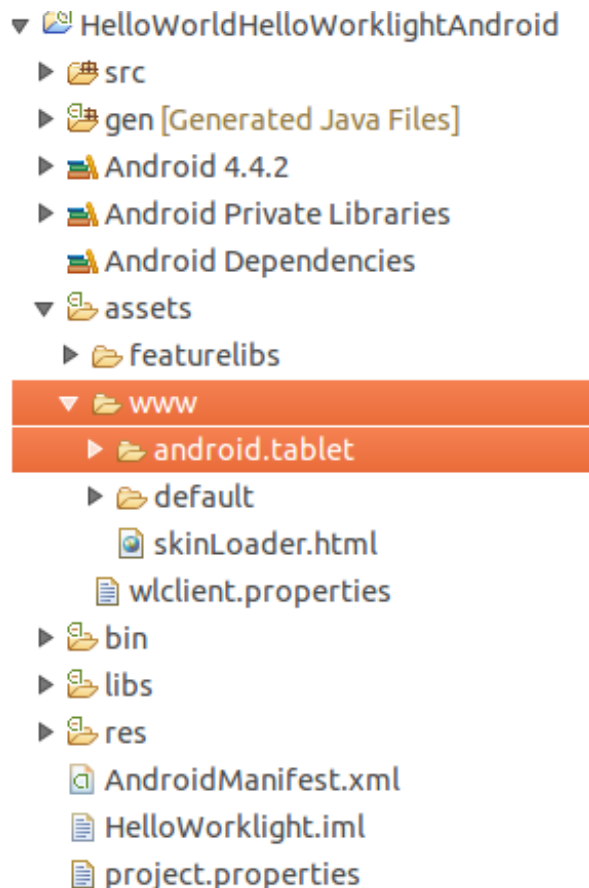 HelloWorldHelloWorklightAndroid
src
gen [Generated Java Files]
Android 4.4.2
Android Private Libraries
Android Dependencies
assets
featurelibs
www
android.tablet
default
skinLoader.html
wlclient.properties
bin
libs
res
AndroidManifest.xml
HelloWorklight.iml
project.properties